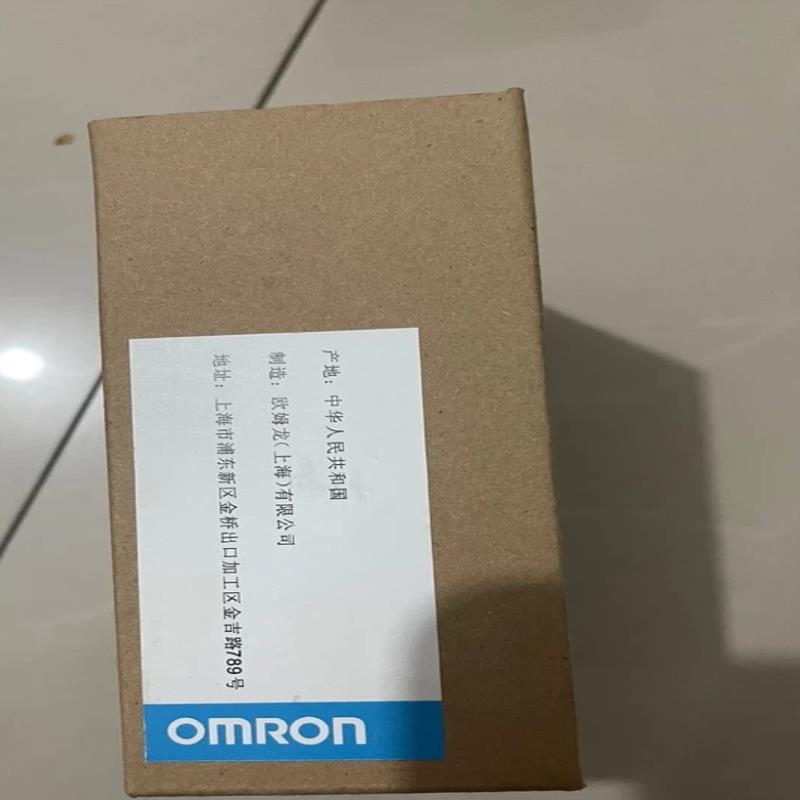 产地：中华人民共和国
制造：欧姆龙(上海)有限公司
地址：上海市浦东新区金桥出口加工区金吉路789号
OMRON